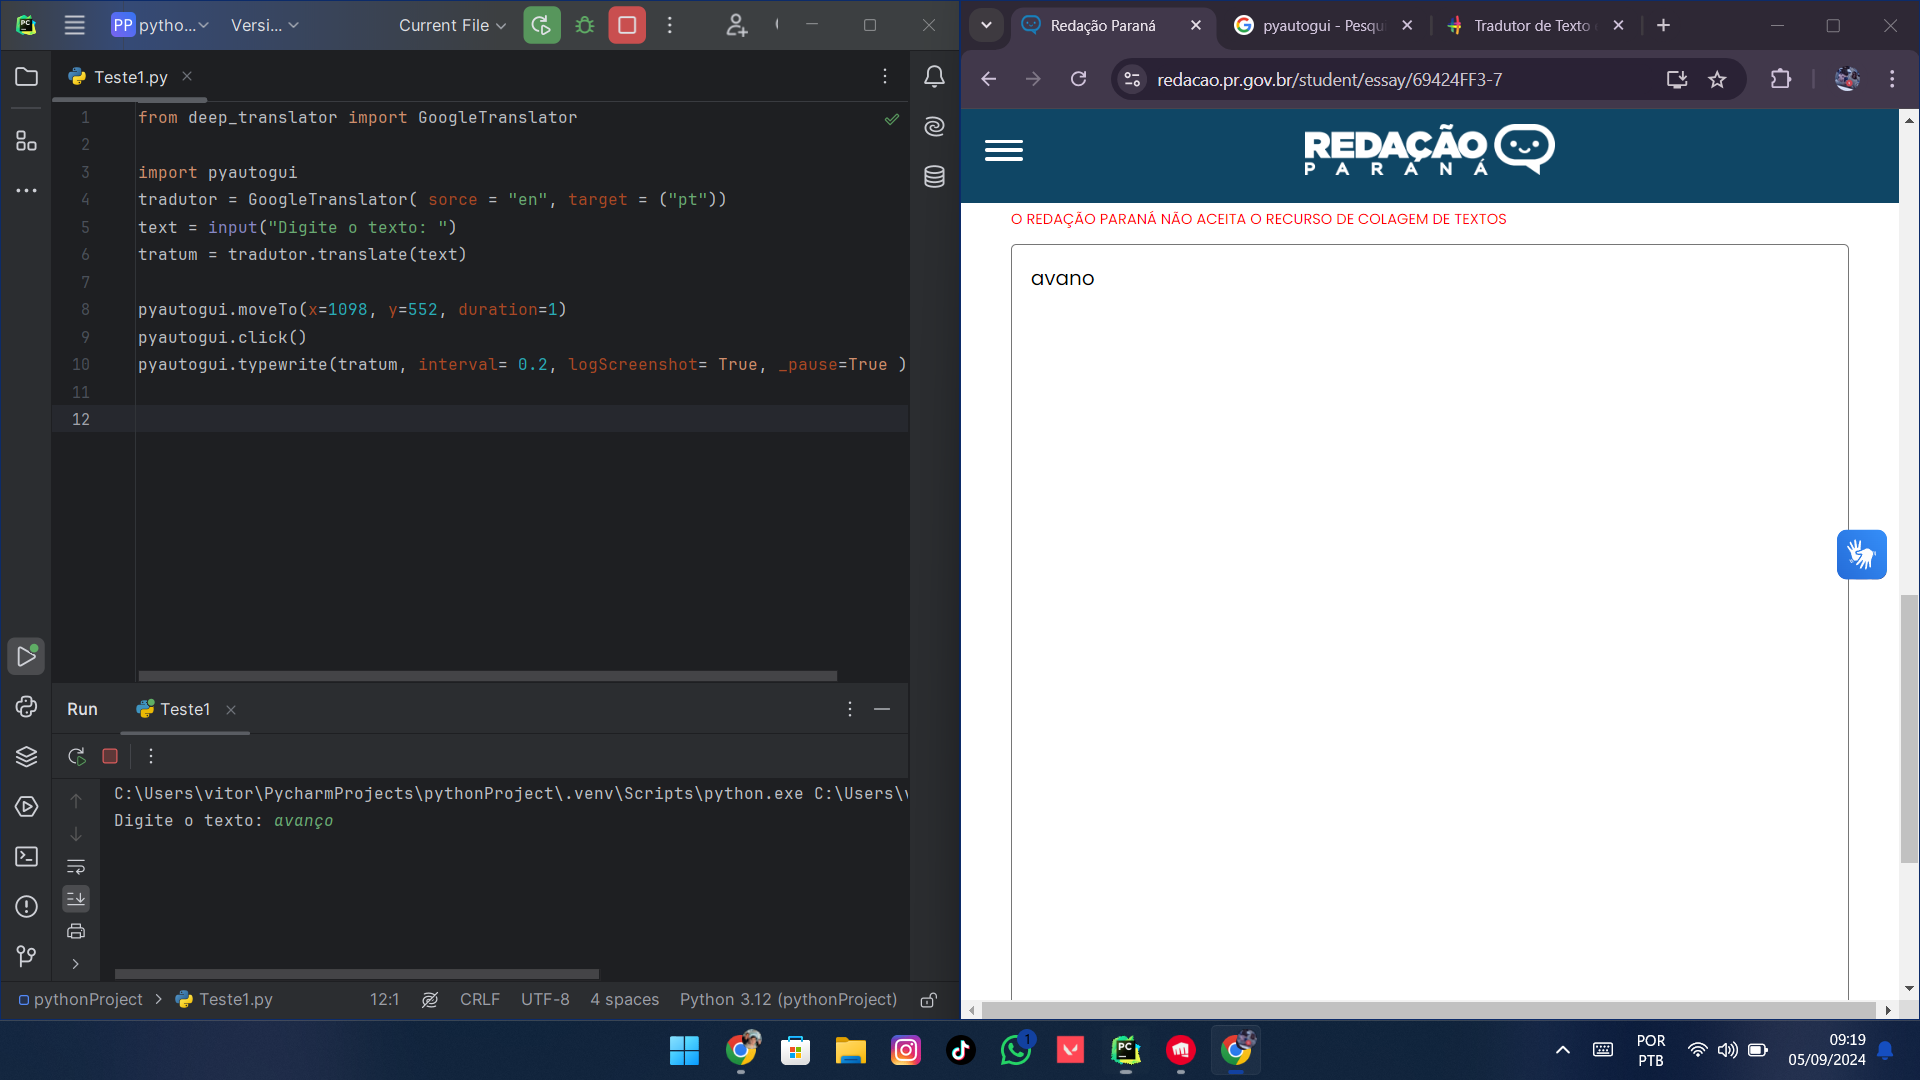 PP pytho...
Versi...
Current File
Teste1.py
1 from deep_translator import GoogleTranslator
2
3 import pyautogui
4 tradutor = GoogleTranslator( sorce = "en", target = ("pt"))
5 text = input("Digite o texto: ")
6 tratum = tradutor.translate(text)
7
8 pyautogui.moveTo(x=1098, y=552, duration=1)
9 pyautogui.click()
10 pyautogui.typewrite(tratum, interval= 0.2, logScreenshot= True, _pause=True )
11
12
Run Teste1
C:\Users\vitor\PycharmProjects\pythonProject\.venv\Scripts\python.exe C:\Users\
Digite o texto: avanço
pythonProject > Teste1.py 12:1 CRLF UTF-8 4 spaces Python 3.12 (pythonProject)
Redação Paraná
pyautogui - Pesqu
Tradutor de Texto
redacao.pr.gov.br/student/essay/69424FF3-7
REDAÇÃO
PARANÁ
O REDAÇÃO PARANÁ NÃO ACEITA O RECURSO DE COLAGEM DE TEXTOS
avano
PC
1
PC
POR
PTB
09:19
05/09/2024